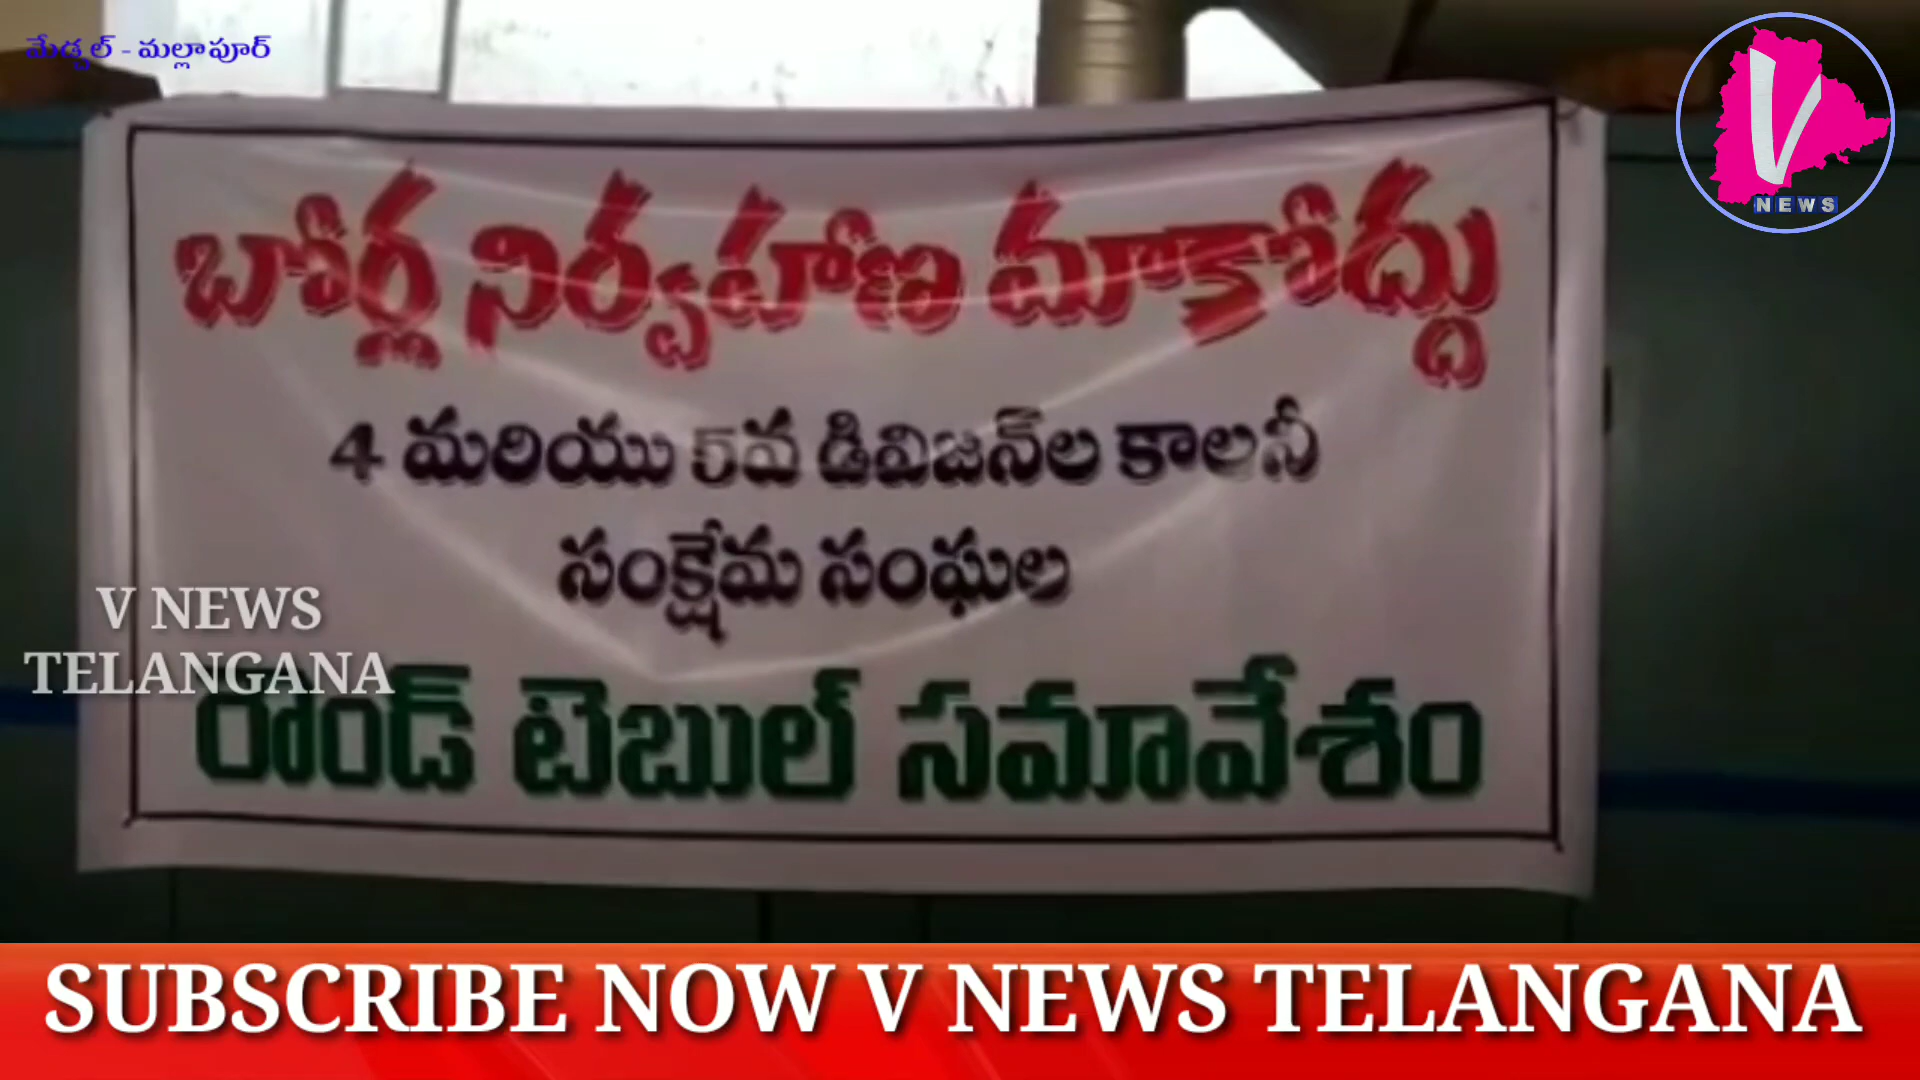 మేడ్చల్ - మల్లాపూర్
V
NEWS
బోర్ల నిర్వహణ మాకోద్దు
4 మరియు 5వ డివిజన్‌ల కాలనీ
సంక్షేమ సంఘల
రౌండ్ టెబుల్ సమావేశం
V NEWS
TELANGANA
SUBSCRIBE NOW V NEWS TELANGANA